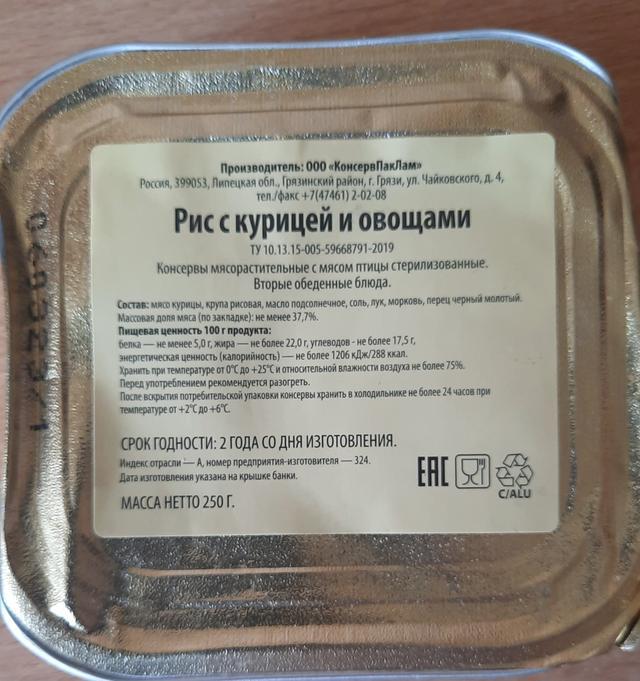 Производитель: ООО «КонсервПакЛам»
Россия, 399053, Липецкая обл., Грязинский район, г. Грязи, ул. Чайковского, д. 4,
тел./факс +7(47461) 2-02-08
Рис с курицей и овощами
ТУ 10.13.15-005-59668791-2019
Консервы мясорастительные с мясом птицы стерилизованные.
Вторые обеденные блюда.
Состав: мясо курицы, крупа рисовая, масло подсолнечное, соль, лук, морковь, перец черный молотый.
Массовая доля мяса (по закладке): не менее 37,7%.
Пищевая ценность 100 г продукта:
белка — не менее 5,0 г, жира — не более 22,0 г, углеводов - не более 17,5 г,
энергетическая ценность (калорийность) — не более 1206 кДж/288 ккал.
Хранить при температуре от 0°С до +25°С и относительной влажности воздуха не более 75%.
Перед употреблением рекомендуется разогреть.
После вскрытия потребительской упаковки консервы хранить в холодильнике не более 24 часов при
температуре от +2°С до +6°С.
СРОК ГОДНОСТИ: 2 ГОДА СО ДНЯ ИЗГОТОВЛЕНИЯ.
Индекс отрасли — А, номер предприятия-изготовителя — 324.
Дата изготовления указана на крышке банки.
МАССА НЕТТО 250 Г.
ЕАС
C/ALU